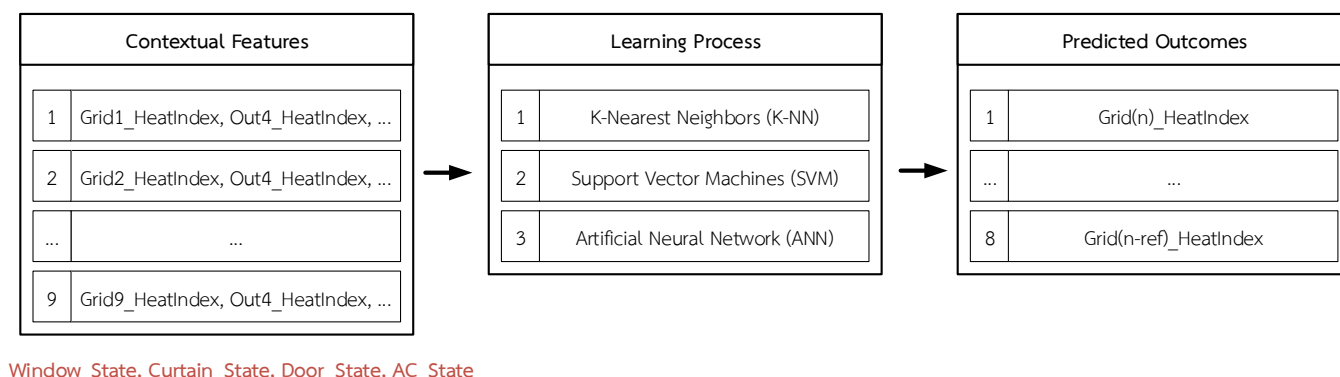 Contextual Features
1 Grid1_HeatIndex, Out4_HeatIndex, ...
2 Grid2_HeatIndex, Out4_HeatIndex, ...
... ...
9 Grid9_HeatIndex, Out4_HeatIndex, ...
Learning Process
1 K-Nearest Neighbors (K-NN)
2 Support Vector Machines (SVM)
3 Artificial Neural Network (ANN)
Predicted Outcomes
1 Grid(n)_HeatIndex
... ...
8 Grid(n-ref)_HeatIndex
Window State. Curtain State. Door State. AC State